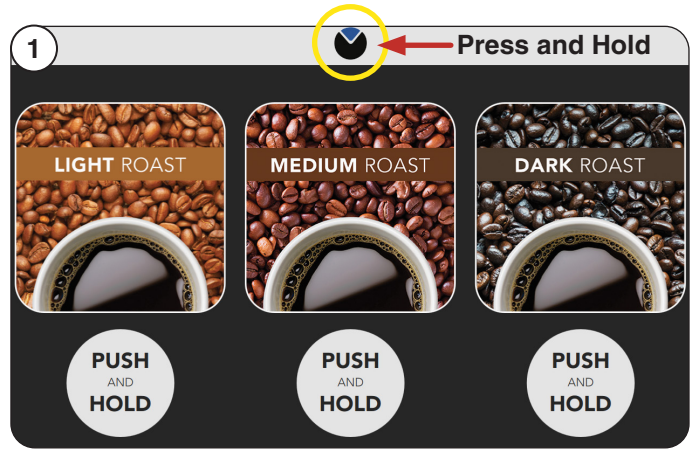 1
Press and Hold
LIGHT ROAST
MEDIUM ROAST
DARK ROAST
PUSH
AND
HOLD
PUSH
AND
HOLD
PUSH
AND
HOLD